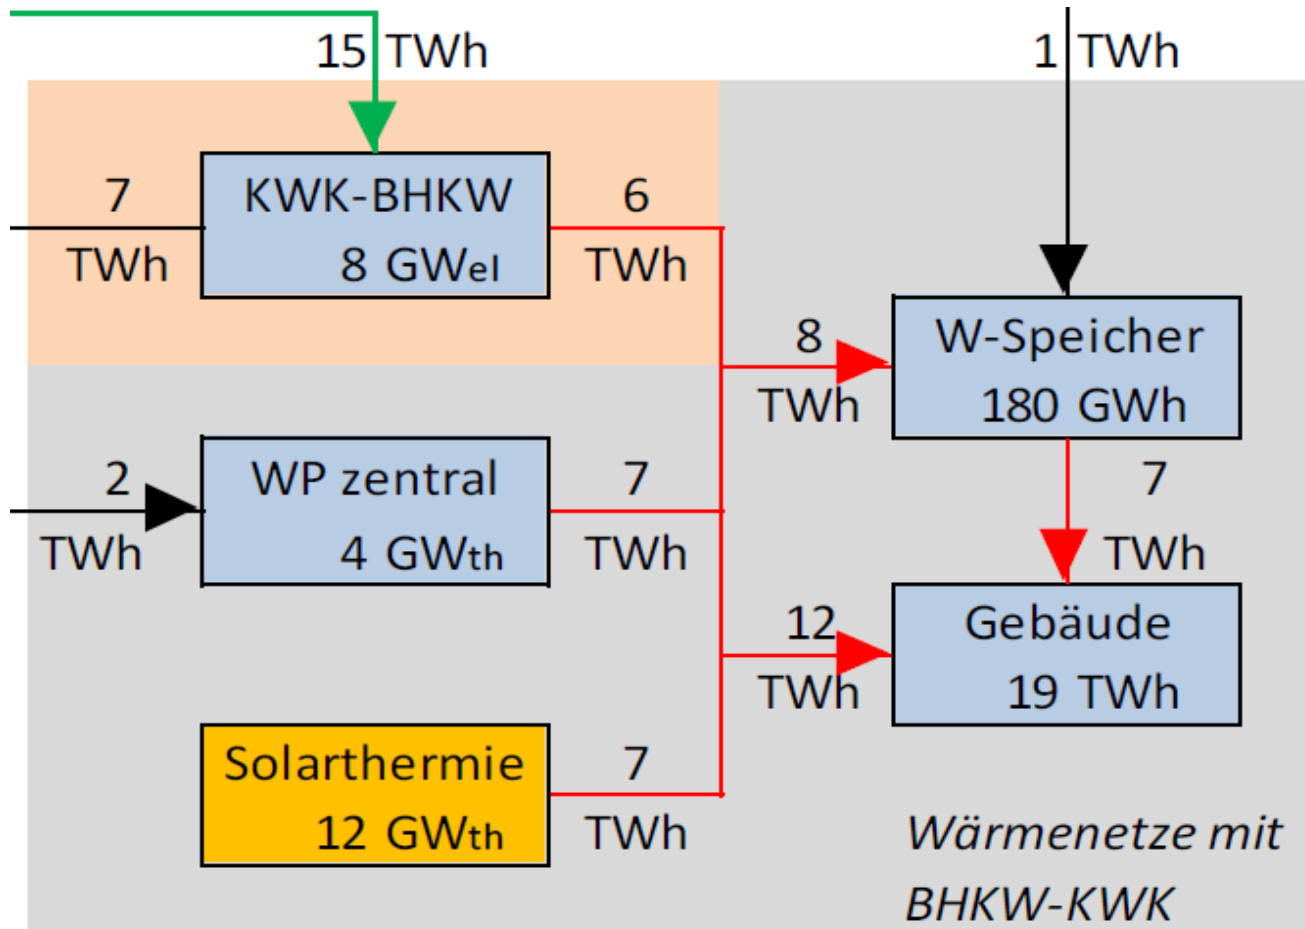 15 TWh
1 TWh
7
TWh
KWK-BHKW
8 GWel
6
TWh
8
TWh
W-Speicher
180 GWh
2
TWh
WP zentral
4 GWth
7
TWh
7
TWh
12
TWh
Gebäude
19 TWh
Solarthermie
12 GWth
7
TWh
Wärmenetze mit
BHKW-KWK